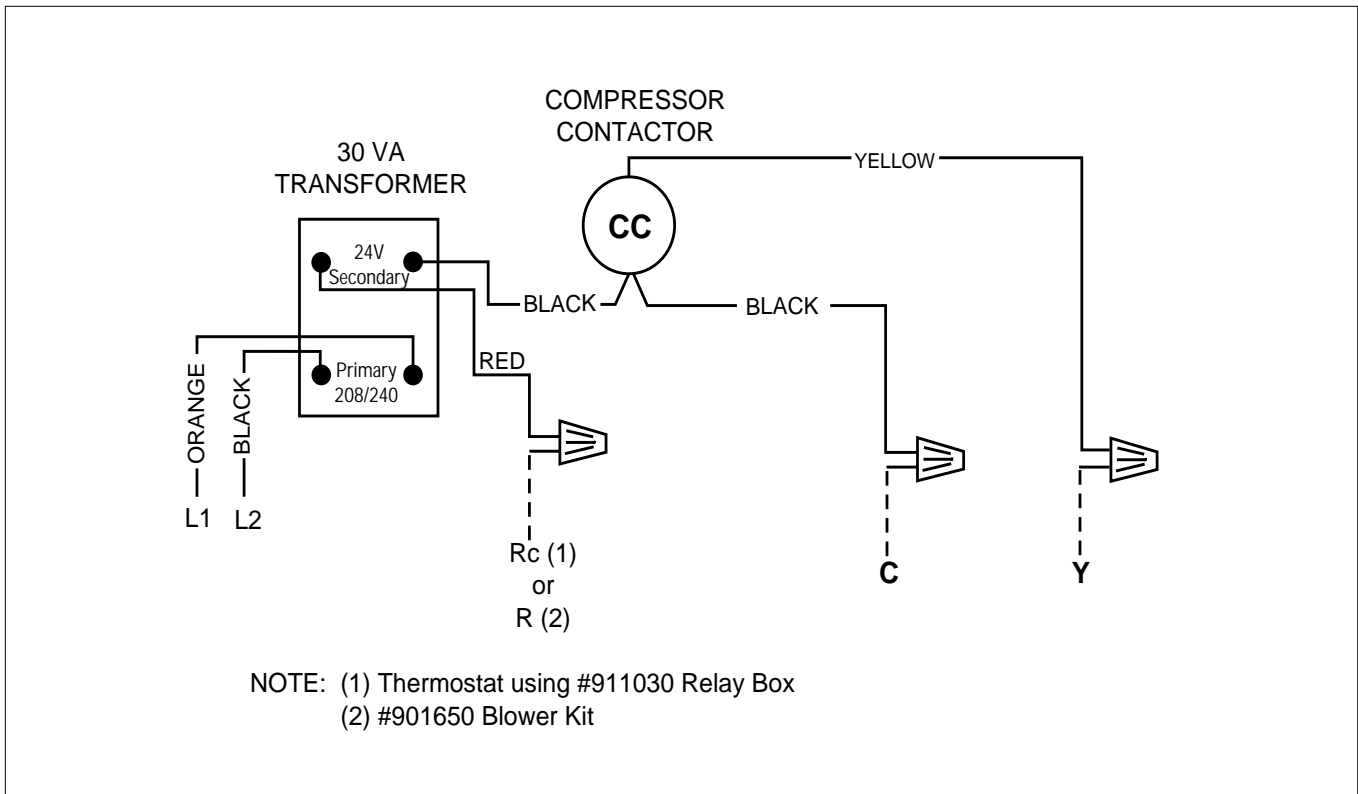 COMPRESSOR
CONTACTOR
30 VA
TRANSFORMER
YELLOW
CC
24V
Secondary
BLACK
BLACK
RED
Primary
208/240
ORANGE
BLACK
L1
L2
Rc (1)
or
R (2)
C
Y
NOTE: (1) Thermostat using #911030 Relay Box
(2) #901650 Blower Kit